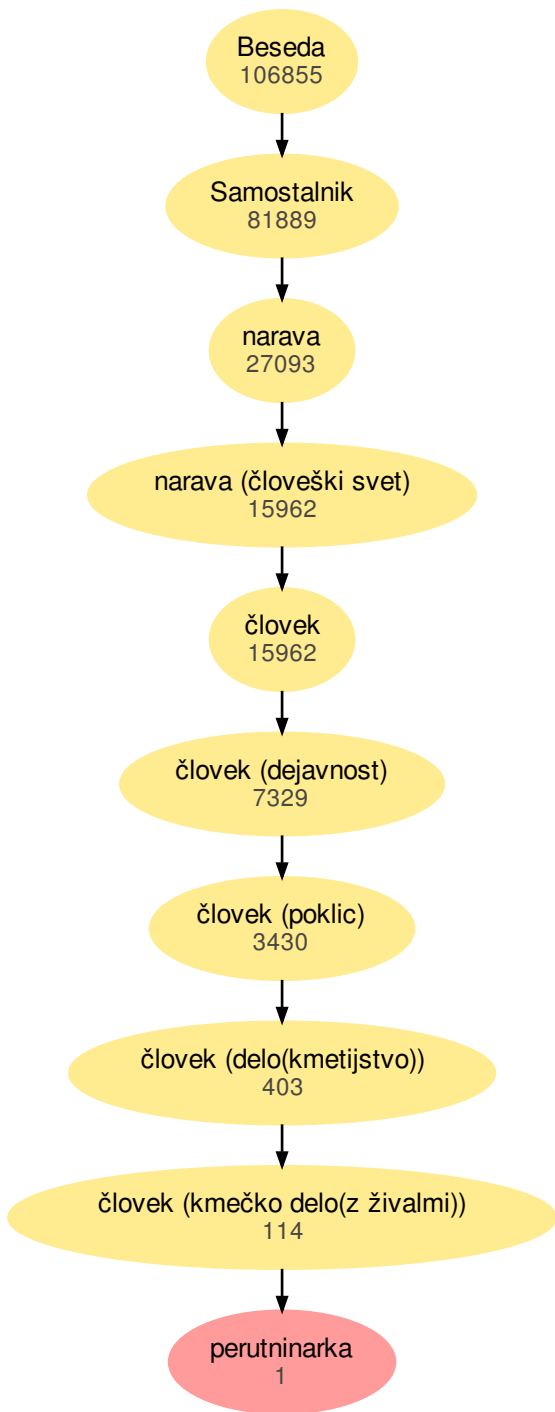 Beseda
106855
Samostalnik
81889
narava
27093
narava (človeški svet)
15962
človek
15962
človek (dejavnost)
7329
človek (poklic)
3430
človek (delo(kmetijstvo))
403
človek (kmečko delo(z živalmi))
114
perutninarka
1